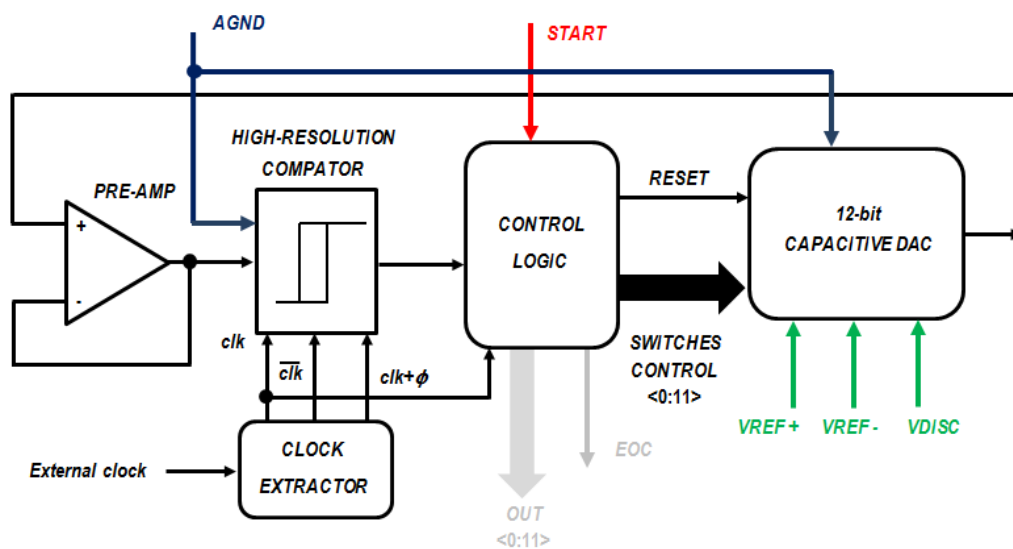 AGND
START
HIGH-RESOLUTION
COMPATOR
PRE-AMP
+
-
CONTROL
LOGIC
RESET
12-bit
CAPACITIVE DAC
SWITCHES
CONTROL
<0:11>
clk
clk
clk+ϕ
VREF +
VREF -
VDISC
External clock
CLOCK
EXTRACTOR
EOC
OUT
<0:11>